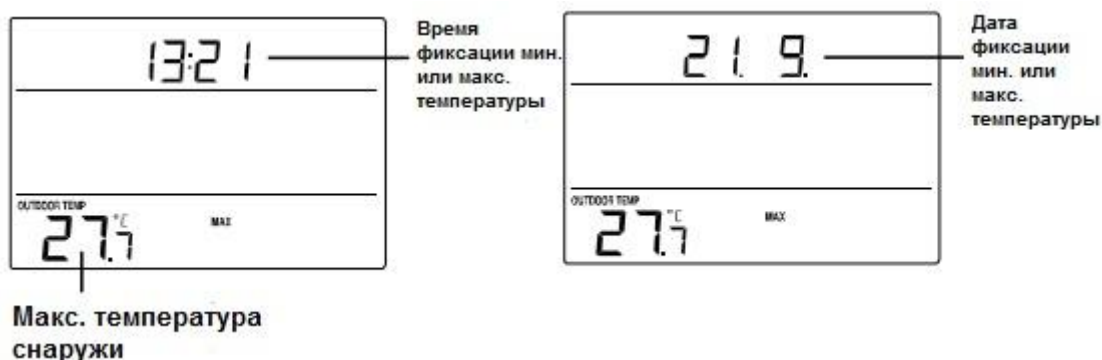 13:21
Время
фиксации мин.
или макс.
температуры
OUTDOOR TEMP
27.7 °C
MAX
Макс. температура
снаружи
21. 9.
Дата
фиксации
мин. или
макс.
температуры
OUTDOOR TEMP
27.7 °C
MAX